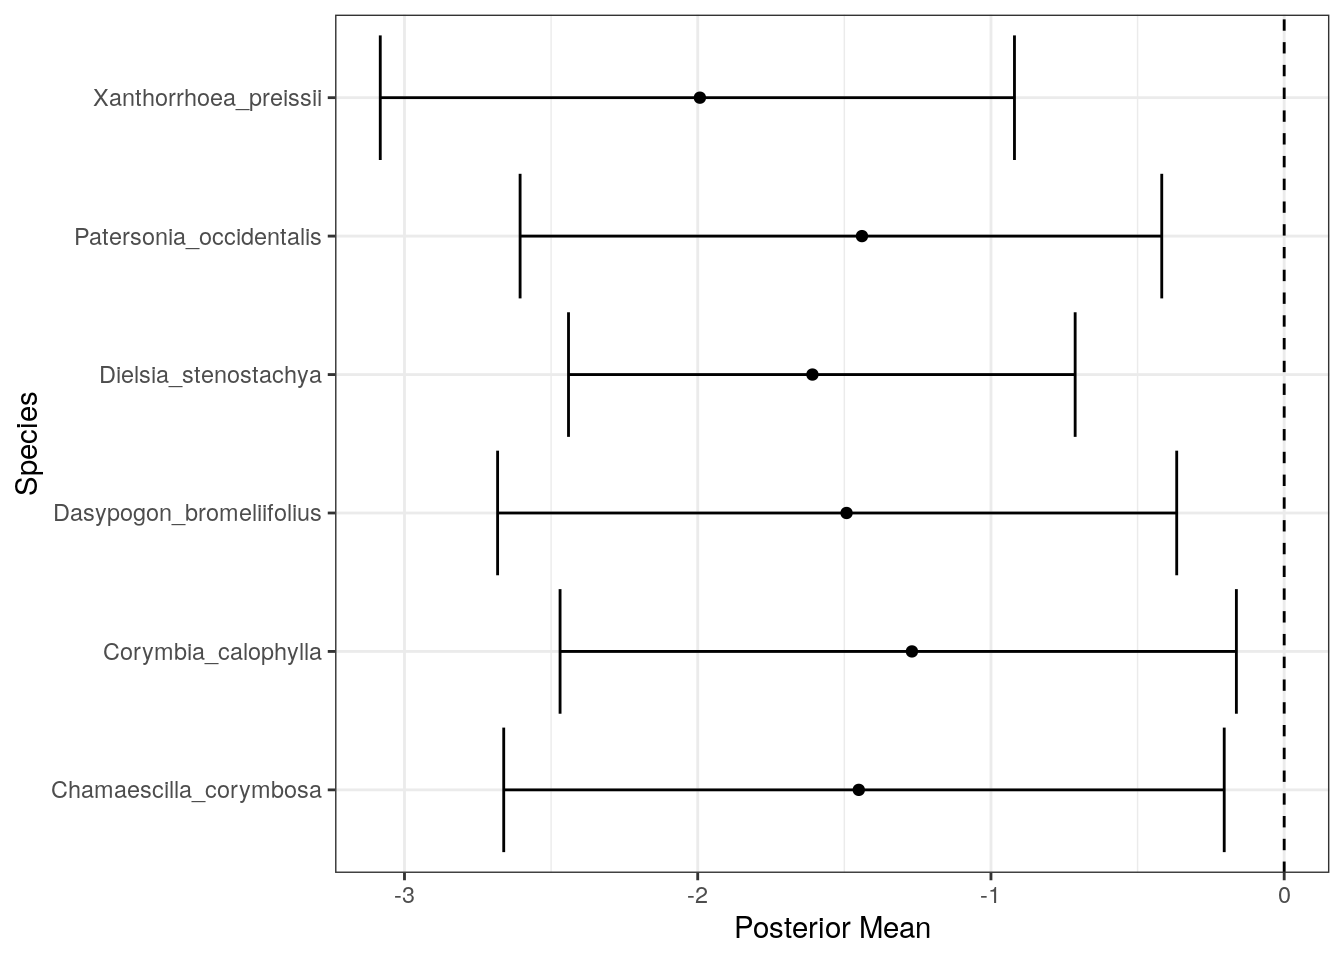 Xanthorrhoea_preissii
Patersonia_occidentalis
Dielsia_stenostachya
Dasypogon_bromeliifolius
Corymbia_calophylla
Chamaescilla_corymbosa
Species
-3 -2 -1 0
Posterior Mean